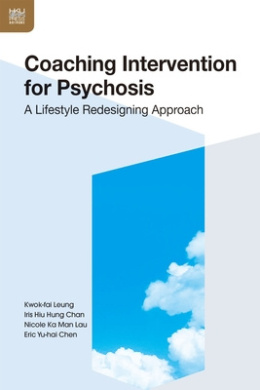 Coaching Intervention
for Psychosis
A Lifestyle Redesigning Approach
Kwok-fai Leung
Iris Hiu Hung Chan
Nicole Ka Man Lau
Eric Yu-hai Chen